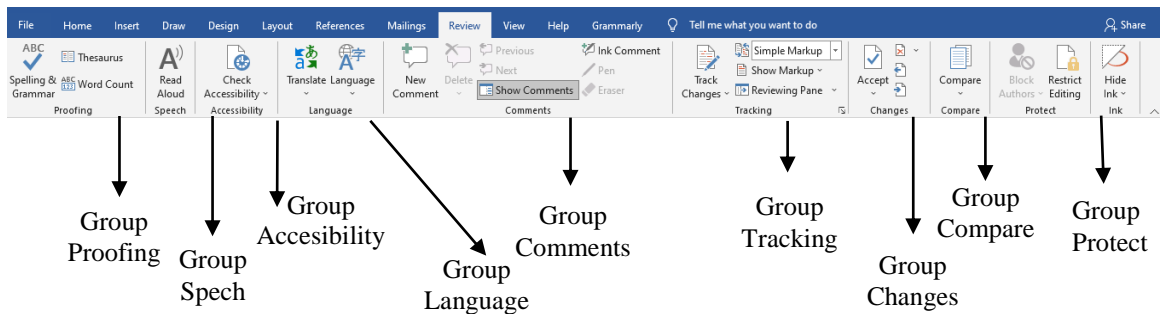 File Home Insert Draw Design Layout References Mailings Review View Help Grammarly Tell me what you want to do Share
ABC
Spelling & Grammar
Thesaurus
ABC 123 Word Count
Proofing
A
Read Aloud
Speech
Check Accessibility
Accessibility
あ a
Translate
字 A
Language
Language
New Comment
Delete
Previous
Next
Show Comments
Ink Comment
Pen
Eraser
Comments
Track Changes
Simple Markup
Show Markup
Reviewing Pane
Tracking
Accept
Changes
Compare
Compare
Block Authors
Restrict Editing
Protect
Hide Ink
Ink
Group
Proofing
Group
Spech
Group
Accesibility
Group
Language
Group
Comments
Group
Tracking
Group
Changes
Group
Compare
Group
Protect